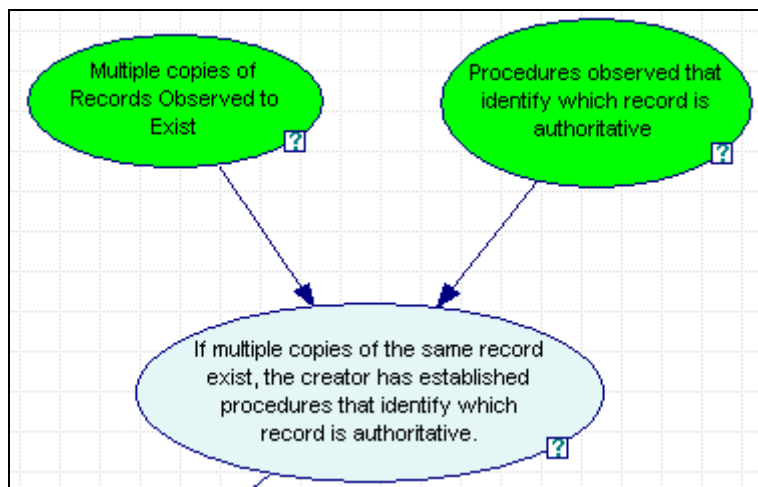 Multiple copies of
Records Observed to
Exist
?
Procedures observed that
identify which record is
authoritative
?
If multiple copies of the same record
exist, the creator has established
procedures that identify which
record is authoritative.
?